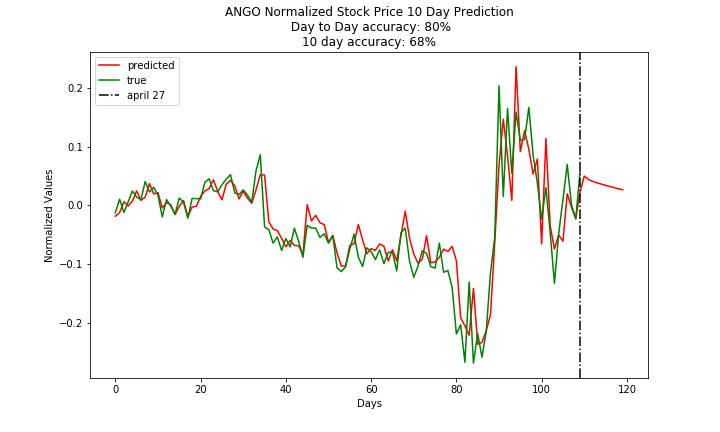 ANGO Normalized Stock Price 10 Day Prediction
Day to Day accuracy: 80%
10 day accuracy: 68%
predicted
true
april 27
Normalized Values
0.2
0.1
0.0
−0.1
−0.2
0 20 40 60 80 100 120
Days